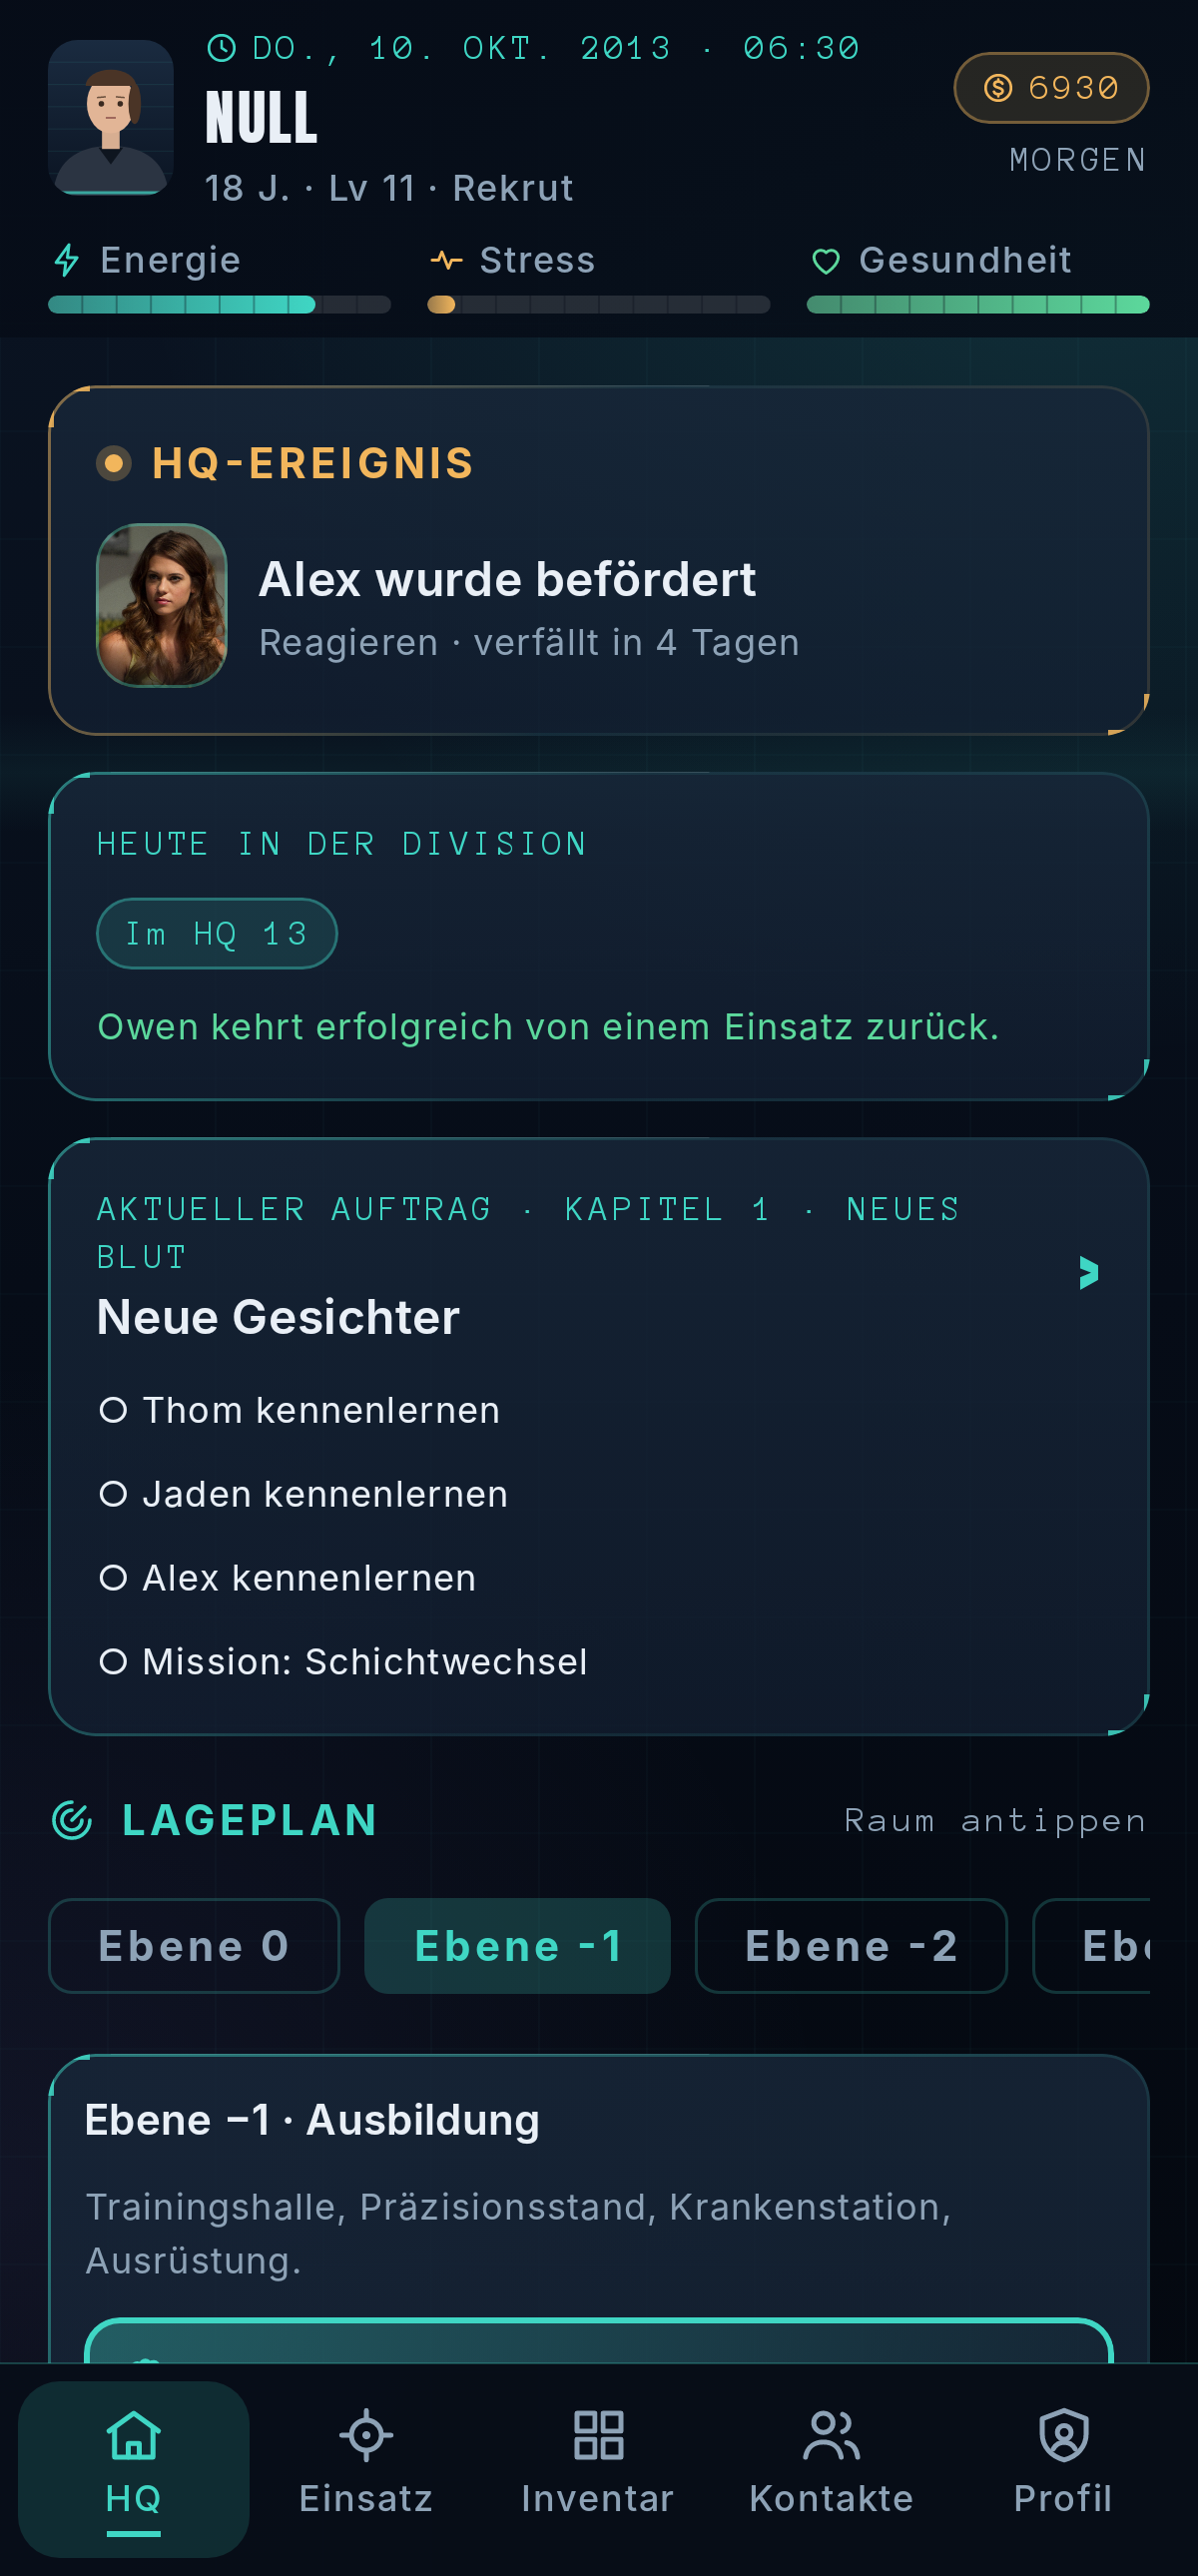 DO., 10. OKT. 2013 · 06:30
NULL
18 J. · Lv 11 · Rekrut
6930
MORGEN
Energie
Stress
Gesundheit
HQ-EREIGNIS
Alex wurde befördert
Reagieren · verfällt in 4 Tagen
HEUTE IN DER DIVISION
Im HQ 13
Owen kehrt erfolgreich von einem Einsatz zurück.
AKTUELLER AUFTRAG · KAPITEL 1 · NEUES
BLUT
Neue Gesichter
Thom kennenlernen
Jaden kennenlernen
Alex kennenlernen
Mission: Schichtwechsel
LAGEPLAN
Raum antippen
Ebene 0
Ebene -1
Ebene -2
Ebene −1 · Ausbildung
Trainingshalle, Präzisionsstand, Krankenstation,
Ausrüstung.
HQ
Einsatz
Inventar
Kontakte
Profil